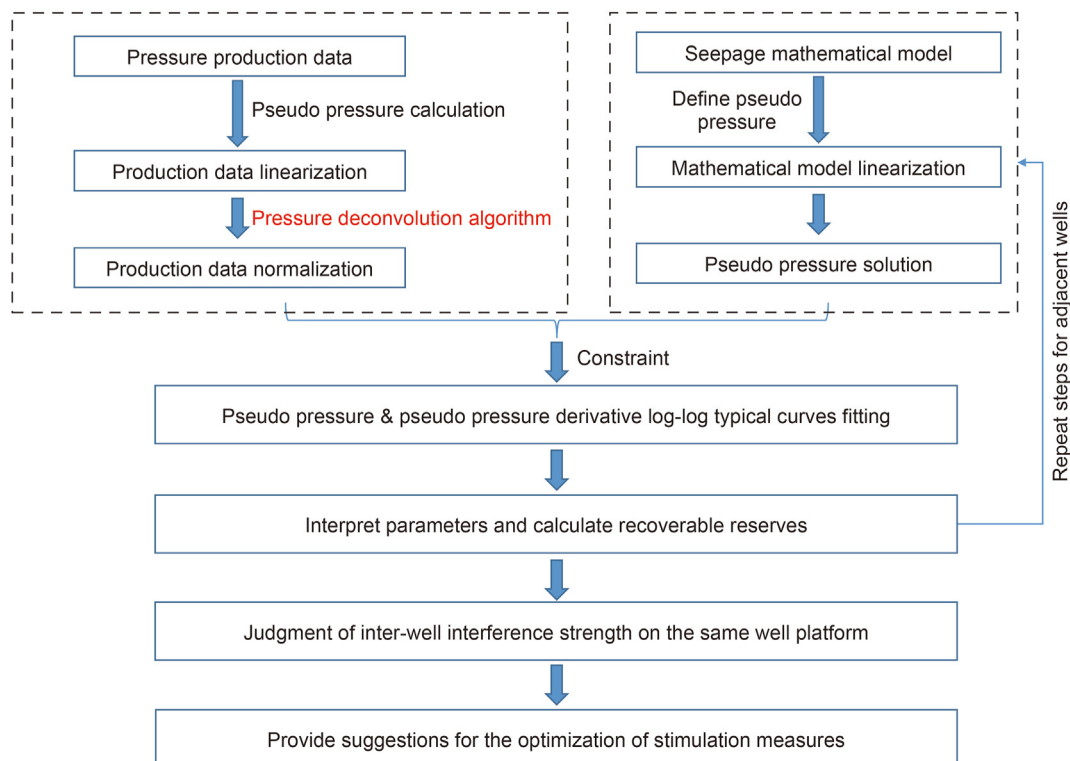 Pressure production data
Pseudo pressure calculation
Production data linearization
Pressure deconvolution algorithm
Production data normalization
Seepage mathematical model
Define pseudo
pressure
Mathematical model linearization
Pseudo pressure solution
Repeat steps for adjacent wells
Constraint
Pseudo pressure & pseudo pressure derivative log-log typical curves fitting
Interpret parameters and calculate recoverable reserves
Judgment of inter-well interference strength on the same well platform
Provide suggestions for the optimization of stimulation measures